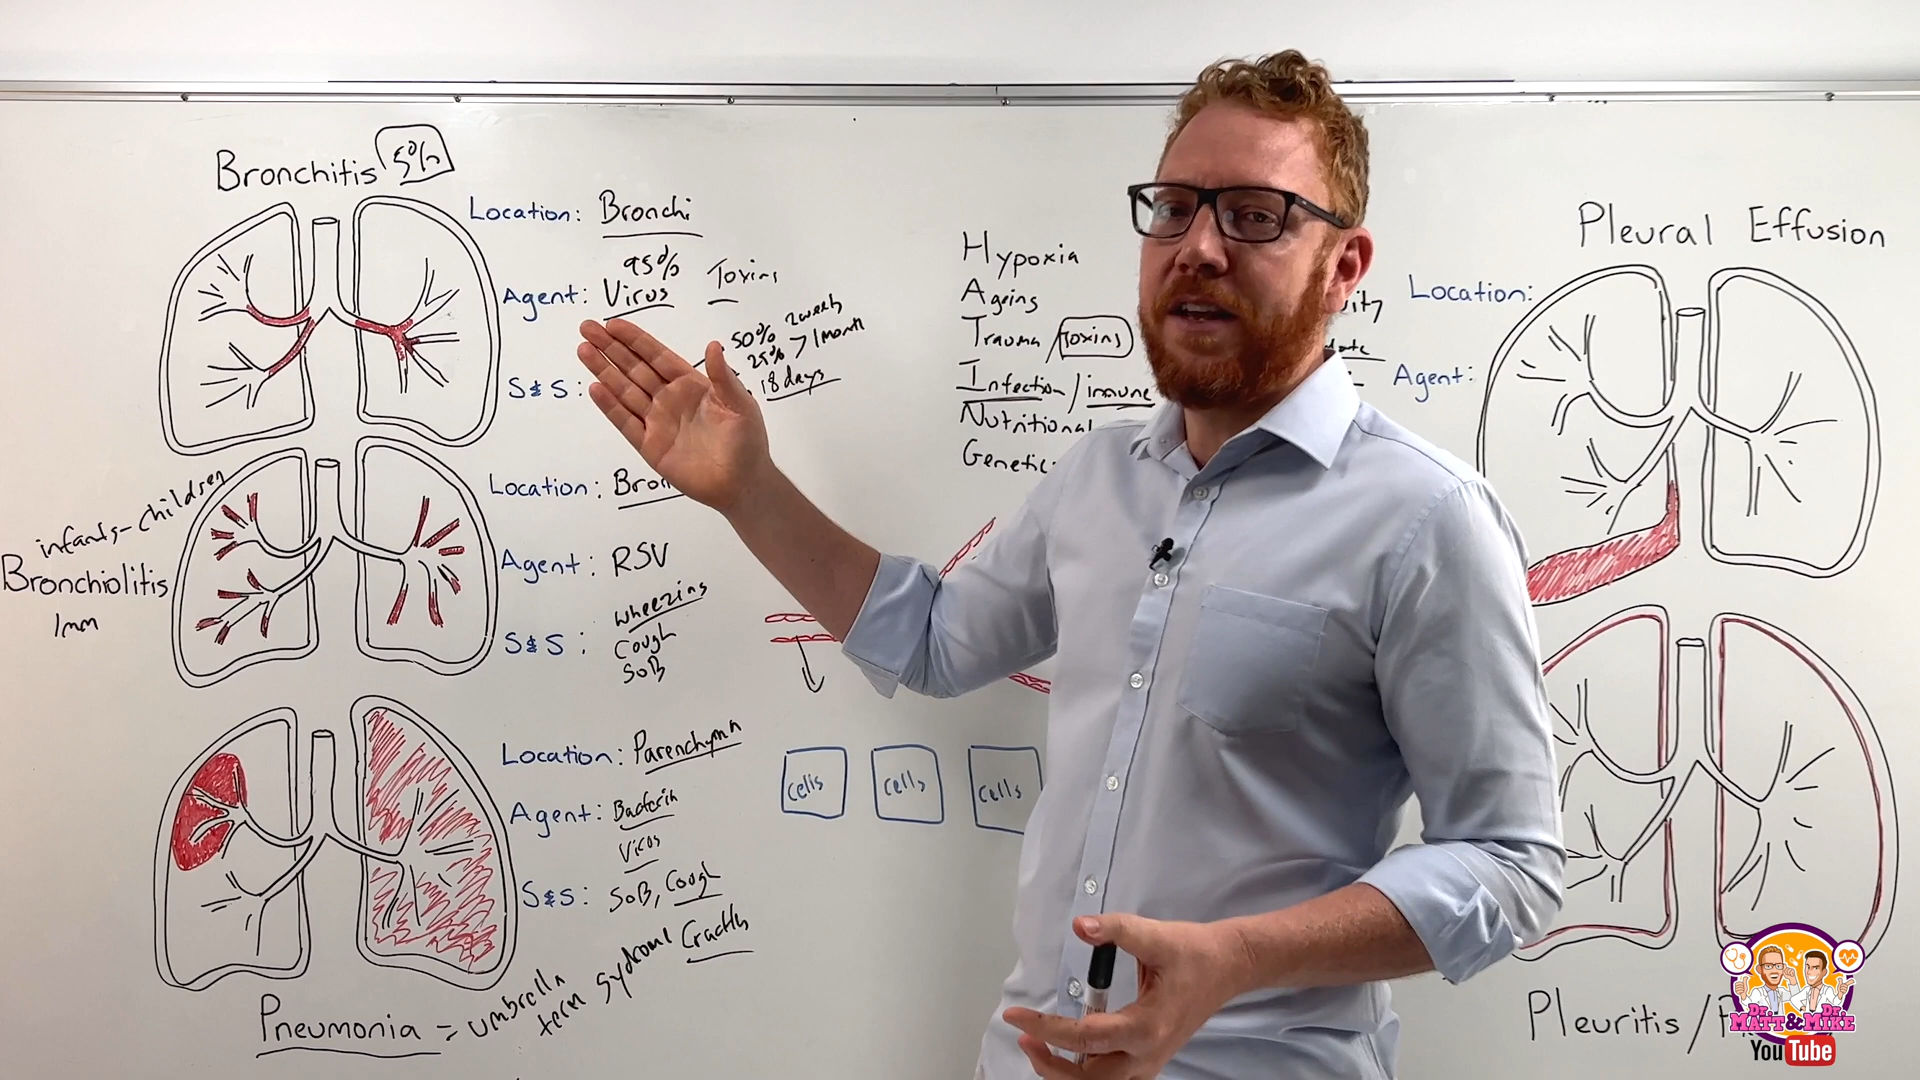 Bronchitis 5%
Location: Bronchi
95%
Agent: Virus Toxins
S&S:
50% 2 weeks
25% > 1 month
18 days
infants-children
Bronchiolitis
1mm
Location: Bron
Agent: RSV
S&S: wheezing
Cough
SoB
Location: Parenchyma
Agent: Bacteria
Virus
S&S: SoB, Cough
Crackles
Pneumonia = umbrella
term sydrome
Hypoxia
Ageing
Trauma / Toxins
Infection / immune
Nutritional
Genetic
cells cells cells
Pleural Effusion
Location:
Agent:
Pleuritis /
Dr. Dr.
MATT & MIKE
YouTube